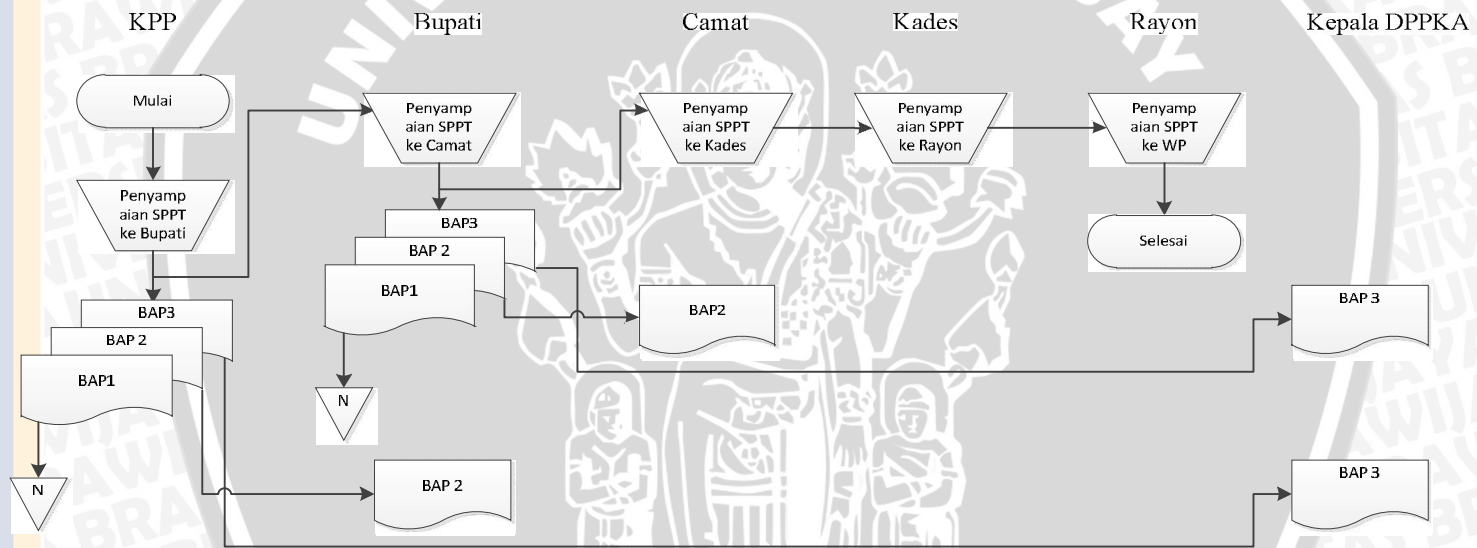 KPP
Bupati
Camat
Kades
Rayon
Kepala DPPKA
Mulai
Penyamp
aian SPPT
ke Bupati
BAP3
BAP 2
BAP1
N
Penyamp
aian SPPT
ke Camat
BAP3
BAP 2
BAP1
N
BAP 2
Penyamp
aian SPPT
ke Kades
BAP2
Penyamp
aian SPPT
ke Rayon
Penyamp
aian SPPT
ke WP
Selesai
BAP 3
BAP 3